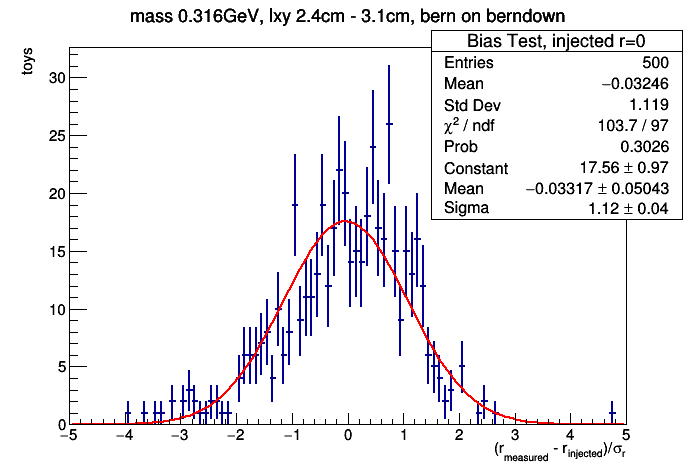 mass 0.316GeV, lxy 2.4cm - 3.1cm, bern on berndown
Bias Test, injected r=0
Entries 500
Mean −0.03246
Std Dev 1.119
χ² / ndf 103.7 / 97
Prob 0.3026
Constant 17.56 ± 0.97
Mean −0.03317 ± 0.05043
Sigma 1.12 ± 0.04
toys
30
25
20
15
10
5
0
−5 −4 −3 −2 −1 0 1 2 3 4 5
(r_measured - r_injected)/σ_r